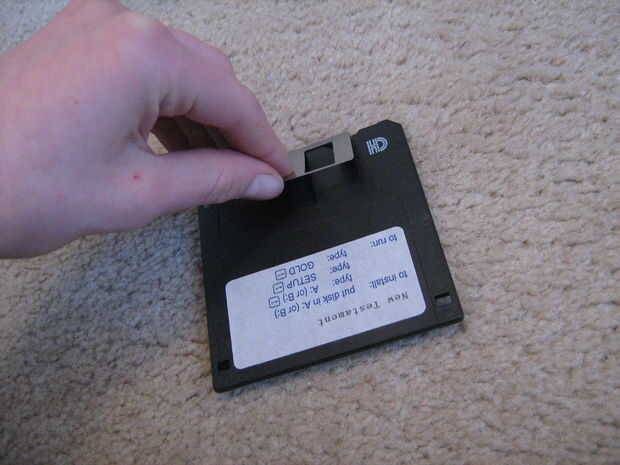 New Testament
to install: put disk in A: (or B:)
type: A: (or B:) ↵
type: SETUP ↵
to run: type: GOLD ↵
HD